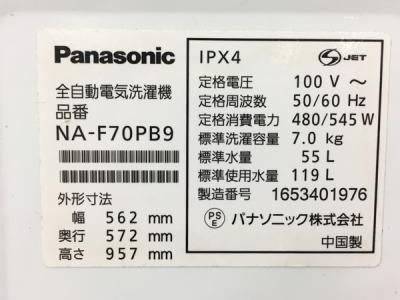 Panasonic
全自動電気洗濯機
品番
NA-F70PB9
外形寸法
幅 562 mm
奥行 572 mm
高さ 957 mm
IPX4
S JET
定格電圧 100 V ~
定格周波数 50/60 Hz
定格消費電力 480/545 W
標準洗濯容量 7.0 kg
標準水量 55 L
標準使用水量 119 L
製造番号 1653401976
PS E パナソニック株式会社
中国製